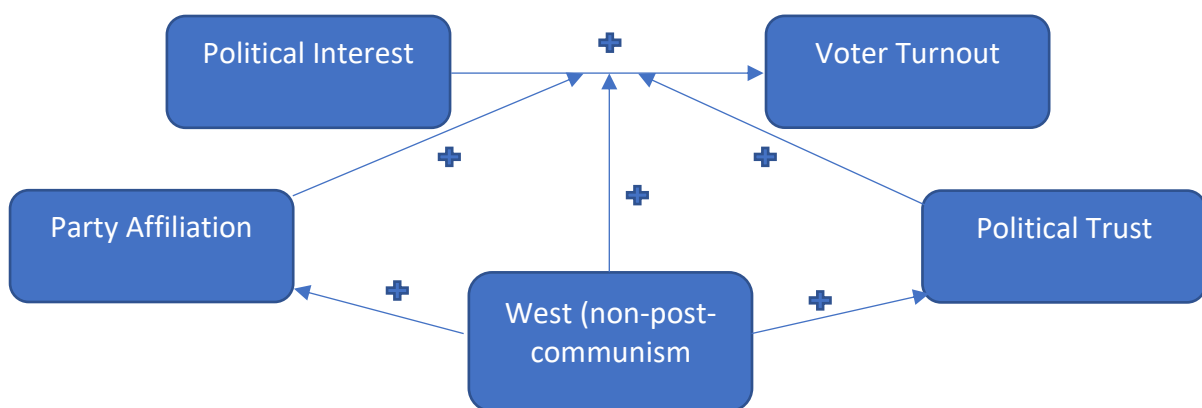 Political Interest
Voter Turnout
Party Affiliation
Political Trust
West (non-post-
communism